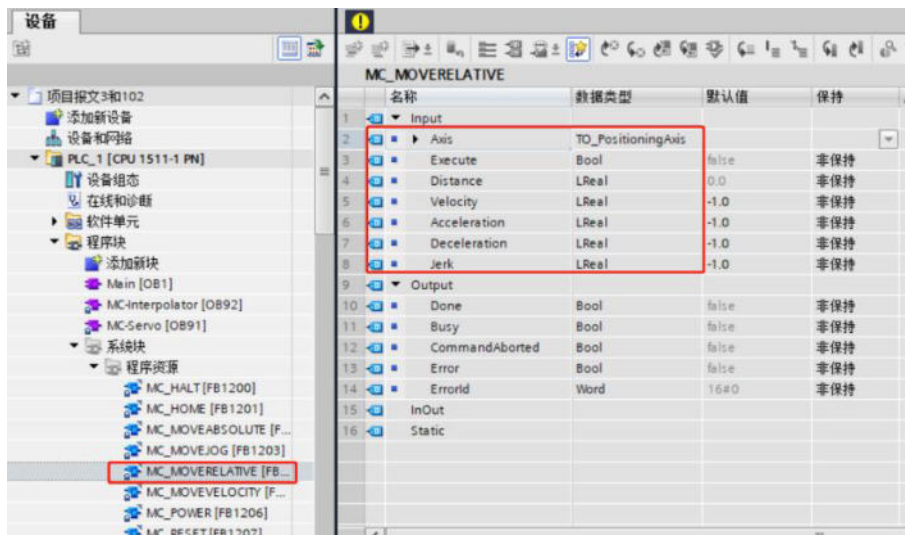 设备
MC_MOVERELATIVE
名称 数据类型 默认值 保持
1 Input
2 Axis TO_PositioningAxis
3 Execute Bool false 非保持
4 Distance LReal 0.0 非保持
5 Velocity LReal -1.0 非保持
6 Acceleration LReal -1.0 非保持
7 Deceleration LReal -1.0 非保持
8 Jerk LReal -1.0 非保持
9 Output
10 Done Bool false 非保持
11 Busy Bool false 非保持
12 CommandAborted Bool false 非保持
13 Error Bool false 非保持
14 ErrorId Word 16#0 非保持
15 InOut
16 Static
项目报文3和102
添加新设备
设备和网络
PLC_1 [CPU 1511-1 PN]
设备组态
在线和诊断
软件单元
程序块
添加新块
Main [OB1]
MC-Interpolator [OB92]
MC-Servo [OB91]
系统块
程序资源
MC_HALT [FB1200]
MC_HOME [FB1201]
MC_MOVEABSOLUTE [F...
MC_MOVEJOG [FB1203]
MC_MOVERELATIVE [FB...
MC_MOVEVELOCITY [F...
MC_POWER [FB1206]
MC_RESET [FB1207]